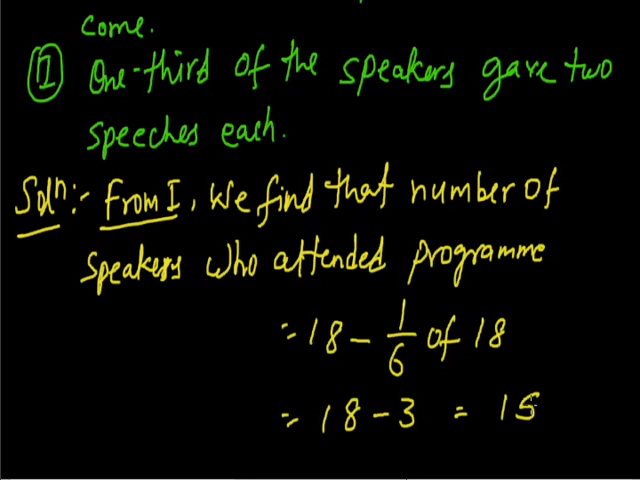 come.
II One-third of the speakers gave two
speeches each.
Solⁿ:- From I, We find that number of
speakers who attended programme
= 18 - 1/6 of 18
= 18 - 3 = 15